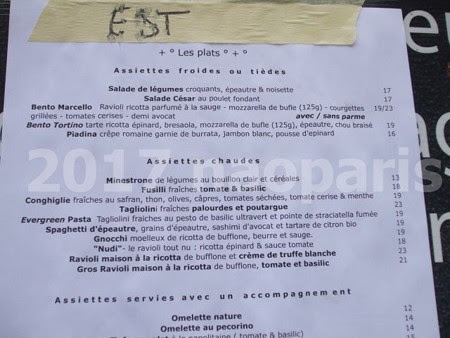 EST
+ ° Les plats ° +
Assiettes froides ou tièdes
Salade de légumes croquants, épeautre & noisette 17
Salade César au poulet fondant 17
Bento Marcello Ravioli ricotta parfumé à la sauge - mozzarella de bufle (125g) - courgettes 19/23
grillées - tomates cerises - demi avocat avec / sans parme
Bento Tortino tarte ricotta épinard, bresaola, mozzarella de bufle (125g), épeautre, chou braisé 19
Piadina crêpe romaine garnie de burrata, jambon blanc, pousse d'épinard 16
Assiettes chaudes
Minestrone de légumes au bouillon clair et céréales 13
Fusilli fraîches tomate & basilic 18
Conghiglie fraîches au safran, thon, olives, câpres, tomates séchées, tomate cerise & menthe 19
Tagliolini fraîches palourdes et poutargue 23
Evergreen Pasta Tagliolini fraîches au pesto de basilic ultravert et pointe de straciatella fumée 19
Spaghetti d'épeautre, grains d'épeautre, sashimi d'avocat et tartare de citron bio 19
Gnocchi moelleux de ricotta de bufflone, beurre et sauge. 19
"Nudi"- le ravioli tout nu : ricotta épinard & sauce tomate 18
Ravioli maison à la ricotta de bufflone et crème de truffe blanche 23
Gros Ravioli maison à la ricotta de bufflone, tomate et basilic 21
Assiettes servies avec un accompagnement
Omelette nature 12
Omelette au pecorino 14
(tomate & basilic)